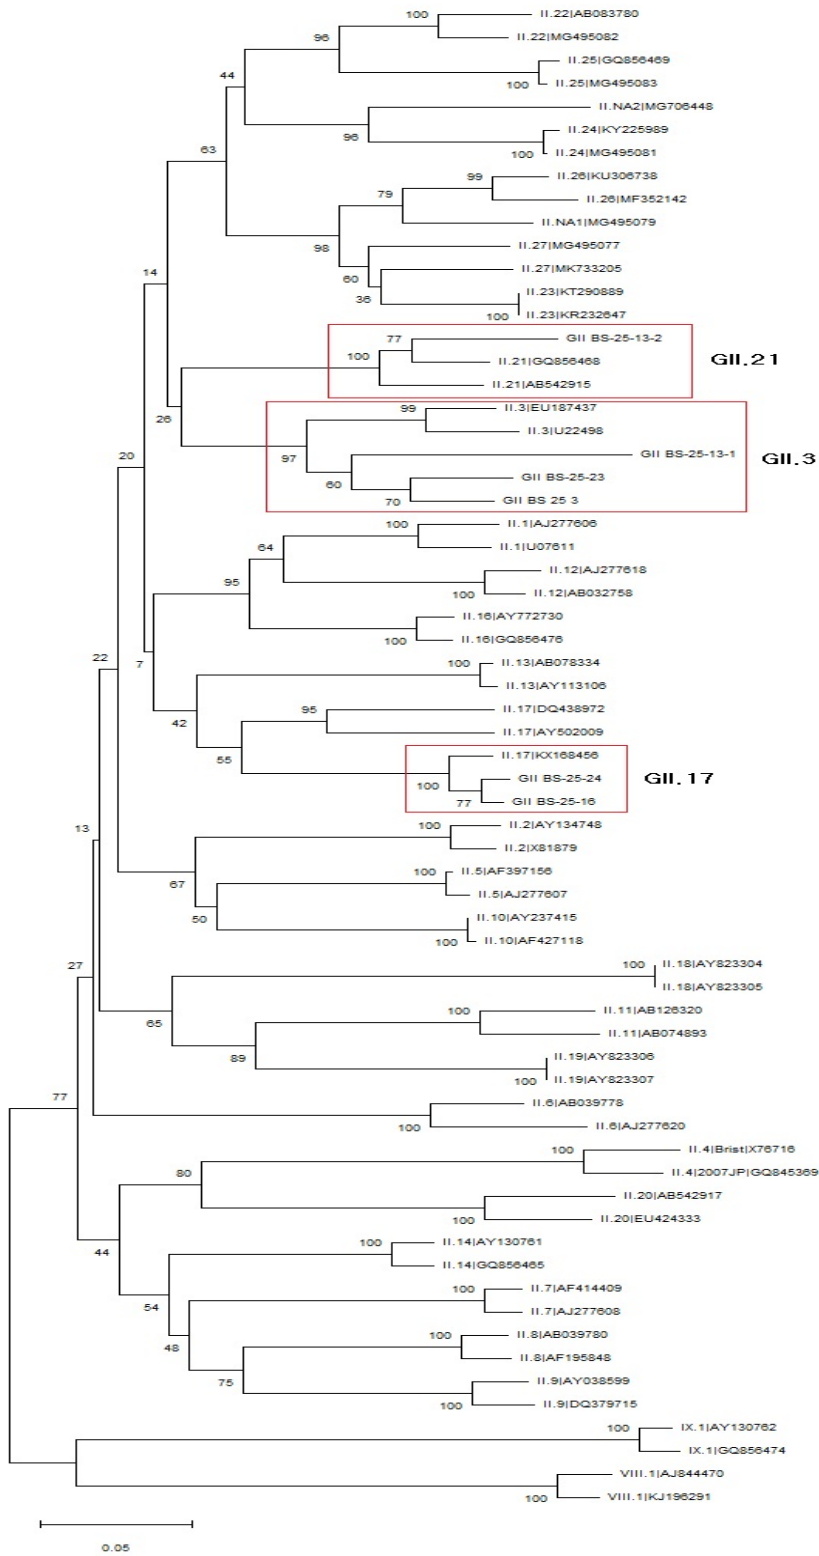 100
II.22|AB083780
II.22|MG495082
96
II.25|GQ856469
100
II.25|MG495083
44
II.NA2|MG706448
96
II.24|KY225989
100
II.24|MG495081
63
99
II.26|KU306738
II.26|MF352142
79
II.NA1|MG495079
98
II.27|MG495077
60
II.27|MK733205
36
II.23|KT290889
100
II.23|KR232647
14
77
GII BS-25-13-2
100
II.21|GQ856468
II.21|AB542915
GII.21
26
99
II.3|EU187437
II.3|U22498
97
GII BS-25-13-1
60
GII BS-25-23
70
GII BS 25 3
GII.3
20
100
II.1|AJ277606
II.1|U07611
64
II.12|AJ277618
100
II.12|AB032758
95
II.16|AY772730
100
II.16|GQ856476
7
100
II.13|AB078334
II.13|AY113106
42
95
II.17|DQ438972
II.17|AY502009
55
II.17|KX168456
100
GII BS-25-24
77
GII BS-25-16
GII.17
22
100
II.2|AY134748
II.2|X81879
67
100
II.5|AF397156
II.5|AJ277607
50
II.10|AY237415
100
II.10|AF427118
13
100
II.18|AY823304
II.18|AY823305
65
100
II.11|AB126320
II.11|AB074893
89
II.19|AY823306
100
II.19|AY823307
27
II.6|AB039778
100
II.6|AJ277620
77
100
II.4|Brist|X76716
II.4|2007JP|GQ845369
80
II.20|AB542917
100
II.20|EU424333
44
100
II.14|AY130761
II.14|GQ856465
54
100
II.7|AF414409
II.7|AJ277608
48
100
II.8|AB039780
II.8|AF195848
75
II.9|AY038599
100
II.9|DQ379715
100
IX.1|AY130762
IX.1|GQ856474
VIII.1|AJ844470
100
VIII.1|KJ196291
0.05